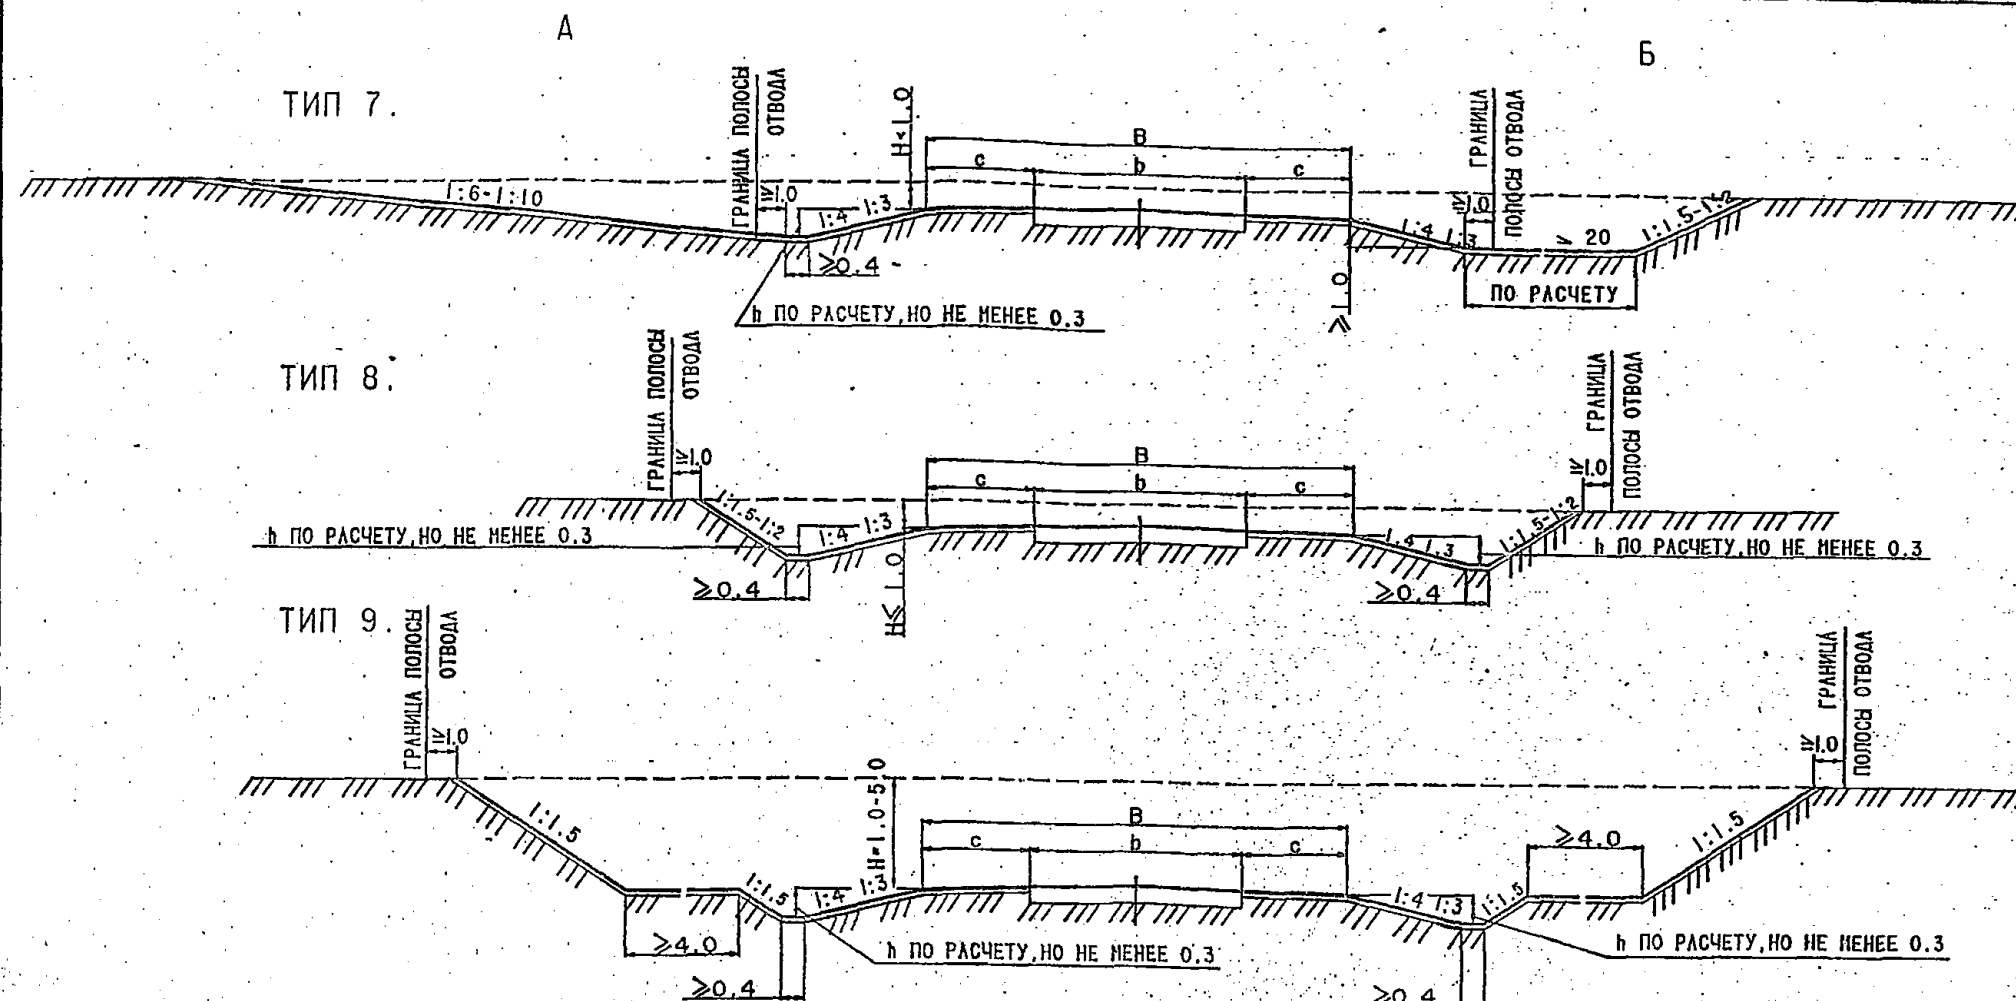 А
Б
ТИП 7.
ГРАНИЦА ПОЛОСЫ
ОТВОДА
H<1.0
B
c
b
c
ГРАНИЦА
ПОЛОСЫ ОТВОДА
1:6-1:10
≥1.0
1:4
1:3
≥1.0
1:4
1:3
20
1:1.5-1:2
≥0.4
≥1.0
ПО РАСЧЕТУ
h ПО РАСЧЕТУ,НО НЕ МЕНЕЕ 0.3
ТИП 8.
ГРАНИЦА ПОЛОСЫ
ОТВОДА
ГРАНИЦА
ПОЛОСЫ ОТВОДА
≥1.0
B
c
b
c
≥1.0
1:1.5-1:2
1:4
1:3
1:4
1:3
1:1.5-1:2
h ПО РАСЧЕТУ,НО НЕ МЕНЕЕ 0.3
h ПО РАСЧЕТУ,НО НЕ МЕНЕЕ 0.3
≥0.4
H≤1.0
≥0.4
ТИП 9.
ГРАНИЦА ПОЛОСЫ
ОТВОДА
ГРАНИЦА
ПОЛОСЫ ОТВОДА
≥1.0
≥1.0
H=1.0-5.0
B
c
b
c
1:1.5
1:1.5
≥4.0
1:1.5
1:4
1:3
1:4
1:3
1:1.5
≥4.0
h ПО РАСЧЕТУ,НО НЕ МЕНЕЕ 0.3
h ПО РАСЧЕТУ,НО НЕ МЕНЕЕ 0.3
≥0.4
≥0.4